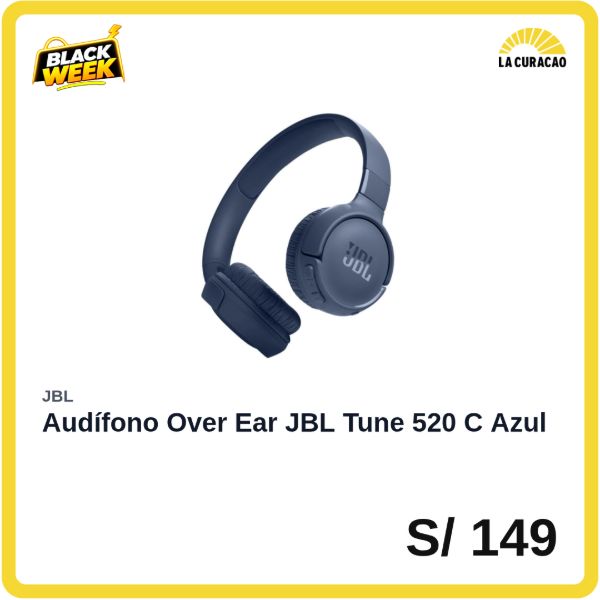 BLACK
WEEK
LA CURACAO
JBL
JBL
Audífono Over Ear JBL Tune 520 C Azul
S/ 149